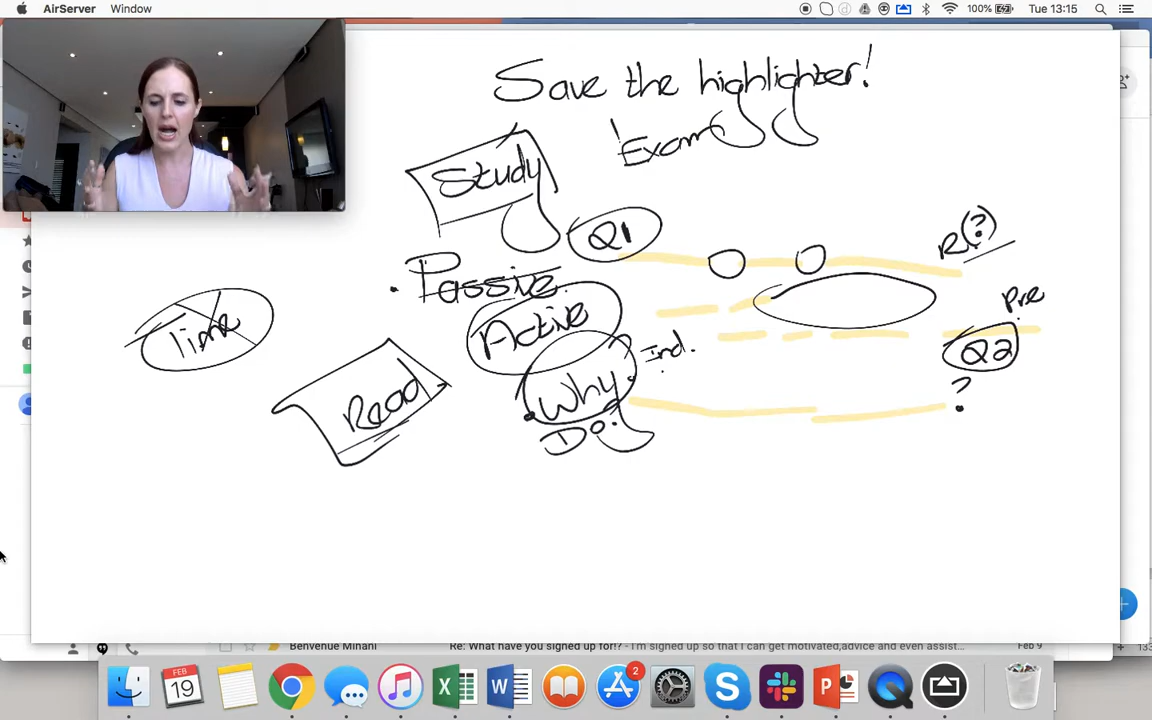 AirServer Window
100% Tue 13:15
Save the highlighter!
Exam
Study
Q1
R(?)
Passive
Pre
Time
Active
Ind.
Q2
Why
?
Read
Do.
Benvenue Minani Re: What have you signed up for!? - I'm signed up so that I can get motivated,advice and even assist... Feb 9
FEB
19
2